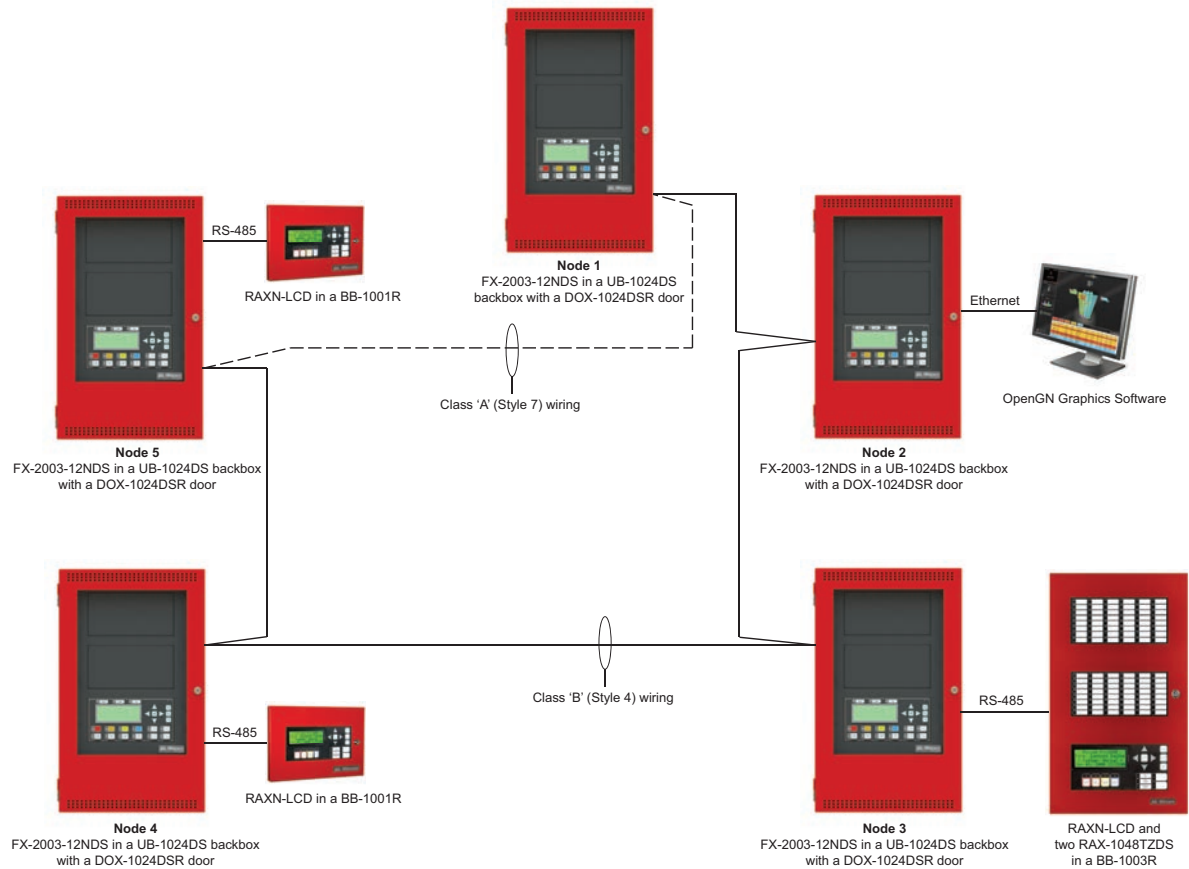 Node 1
FX-2003-12NDS in a UB-1024DS
backbox with a DOX-1024DSR door
RS-485
RAXN-LCD in a BB-1001R
Ethernet
OpenGN Graphics Software
Class ‘A’ (Style 7) wiring
Node 5
FX-2003-12NDS in a UB-1024DS backbox
with a DOX-1024DSR door
Node 2
FX-2003-12NDS in a UB-1024DS backbox
with a DOX-1024DSR door
Class ‘B’ (Style 4) wiring
RS-485
RAXN-LCD in a BB-1001R
RS-485
Node 4
FX-2003-12NDS in a UB-1024DS backbox
with a DOX-1024DSR door
Node 3
FX-2003-12NDS in a UB-1024DS backbox
with a DOX-1024DSR door
RAXN-LCD and
two RAX-1048TZDS
in a BB-1003R